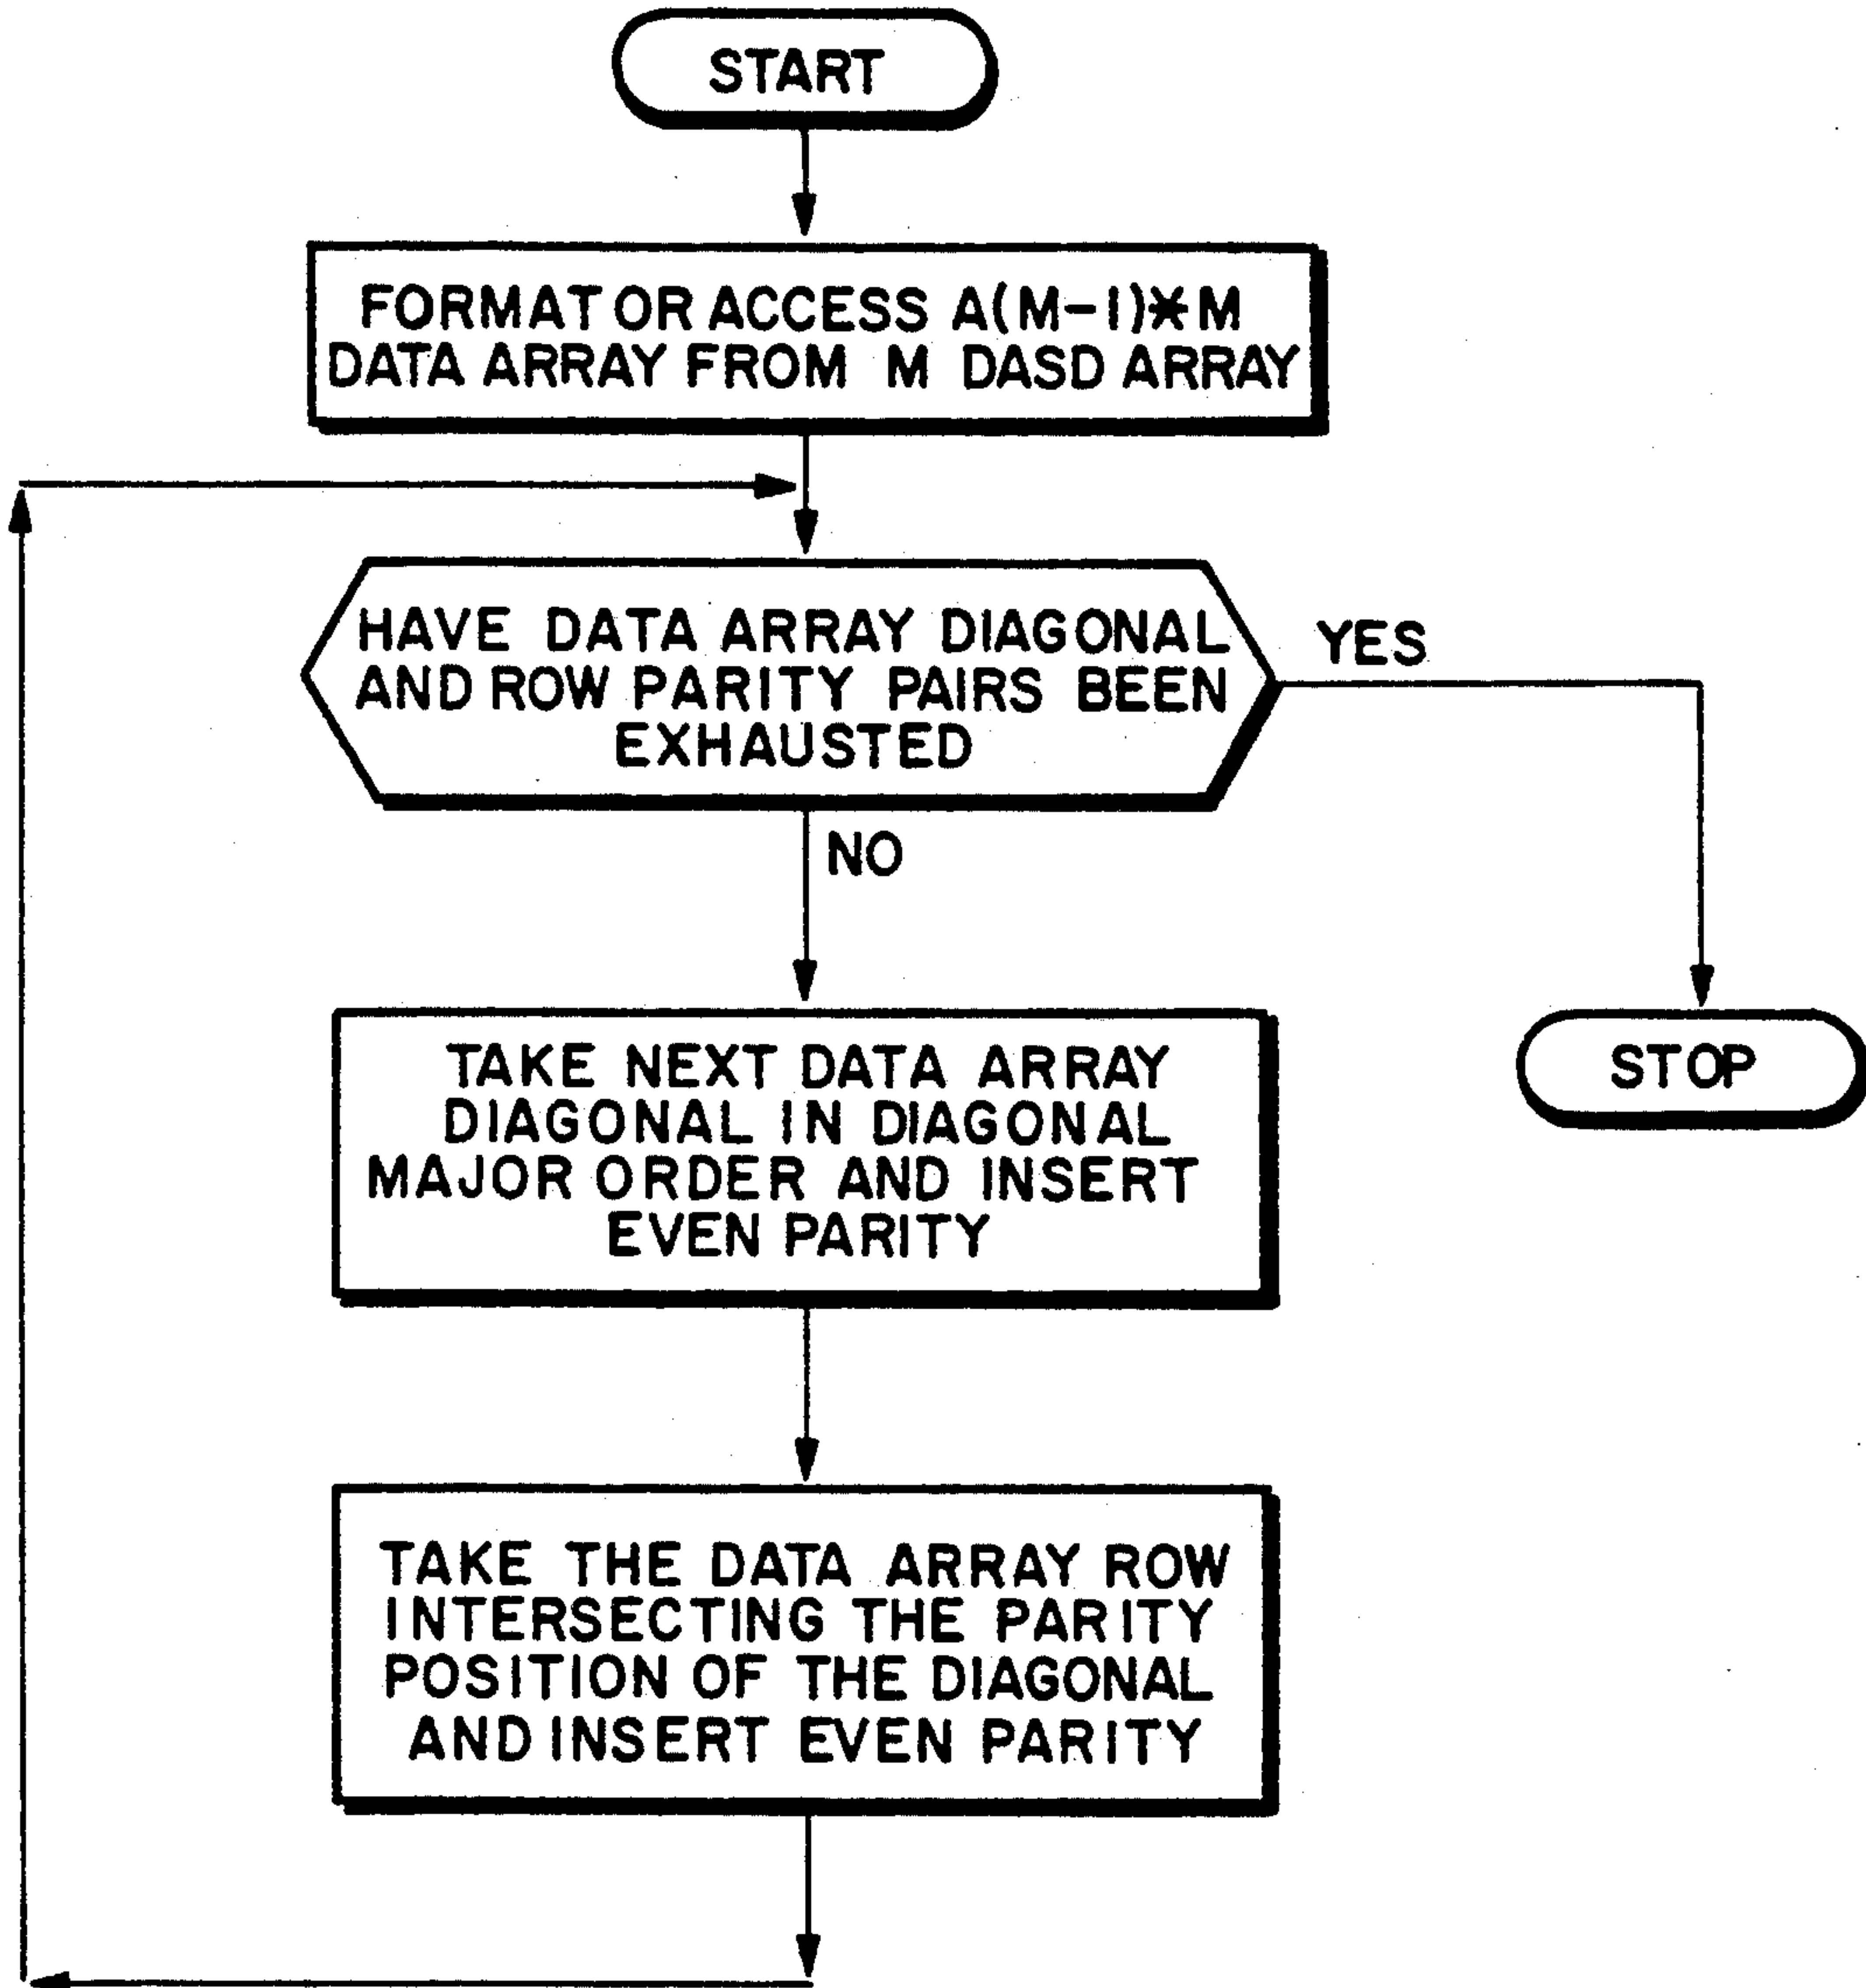 START
FORMAT OR ACCESS A(M-1)*M
DATA ARRAY FROM M DASD ARRAY
HAVE DATA ARRAY DIAGONAL
AND ROW PARITY PAIRS BEEN
EXHAUSTED
YES
NO
TAKE NEXT DATA ARRAY
DIAGONAL IN DIAGONAL
MAJOR ORDER AND INSERT
EVEN PARITY
STOP
TAKE THE DATA ARRAY ROW
INTERSECTING THE PARITY
POSITION OF THE DIAGONAL
AND INSERT EVEN PARITY